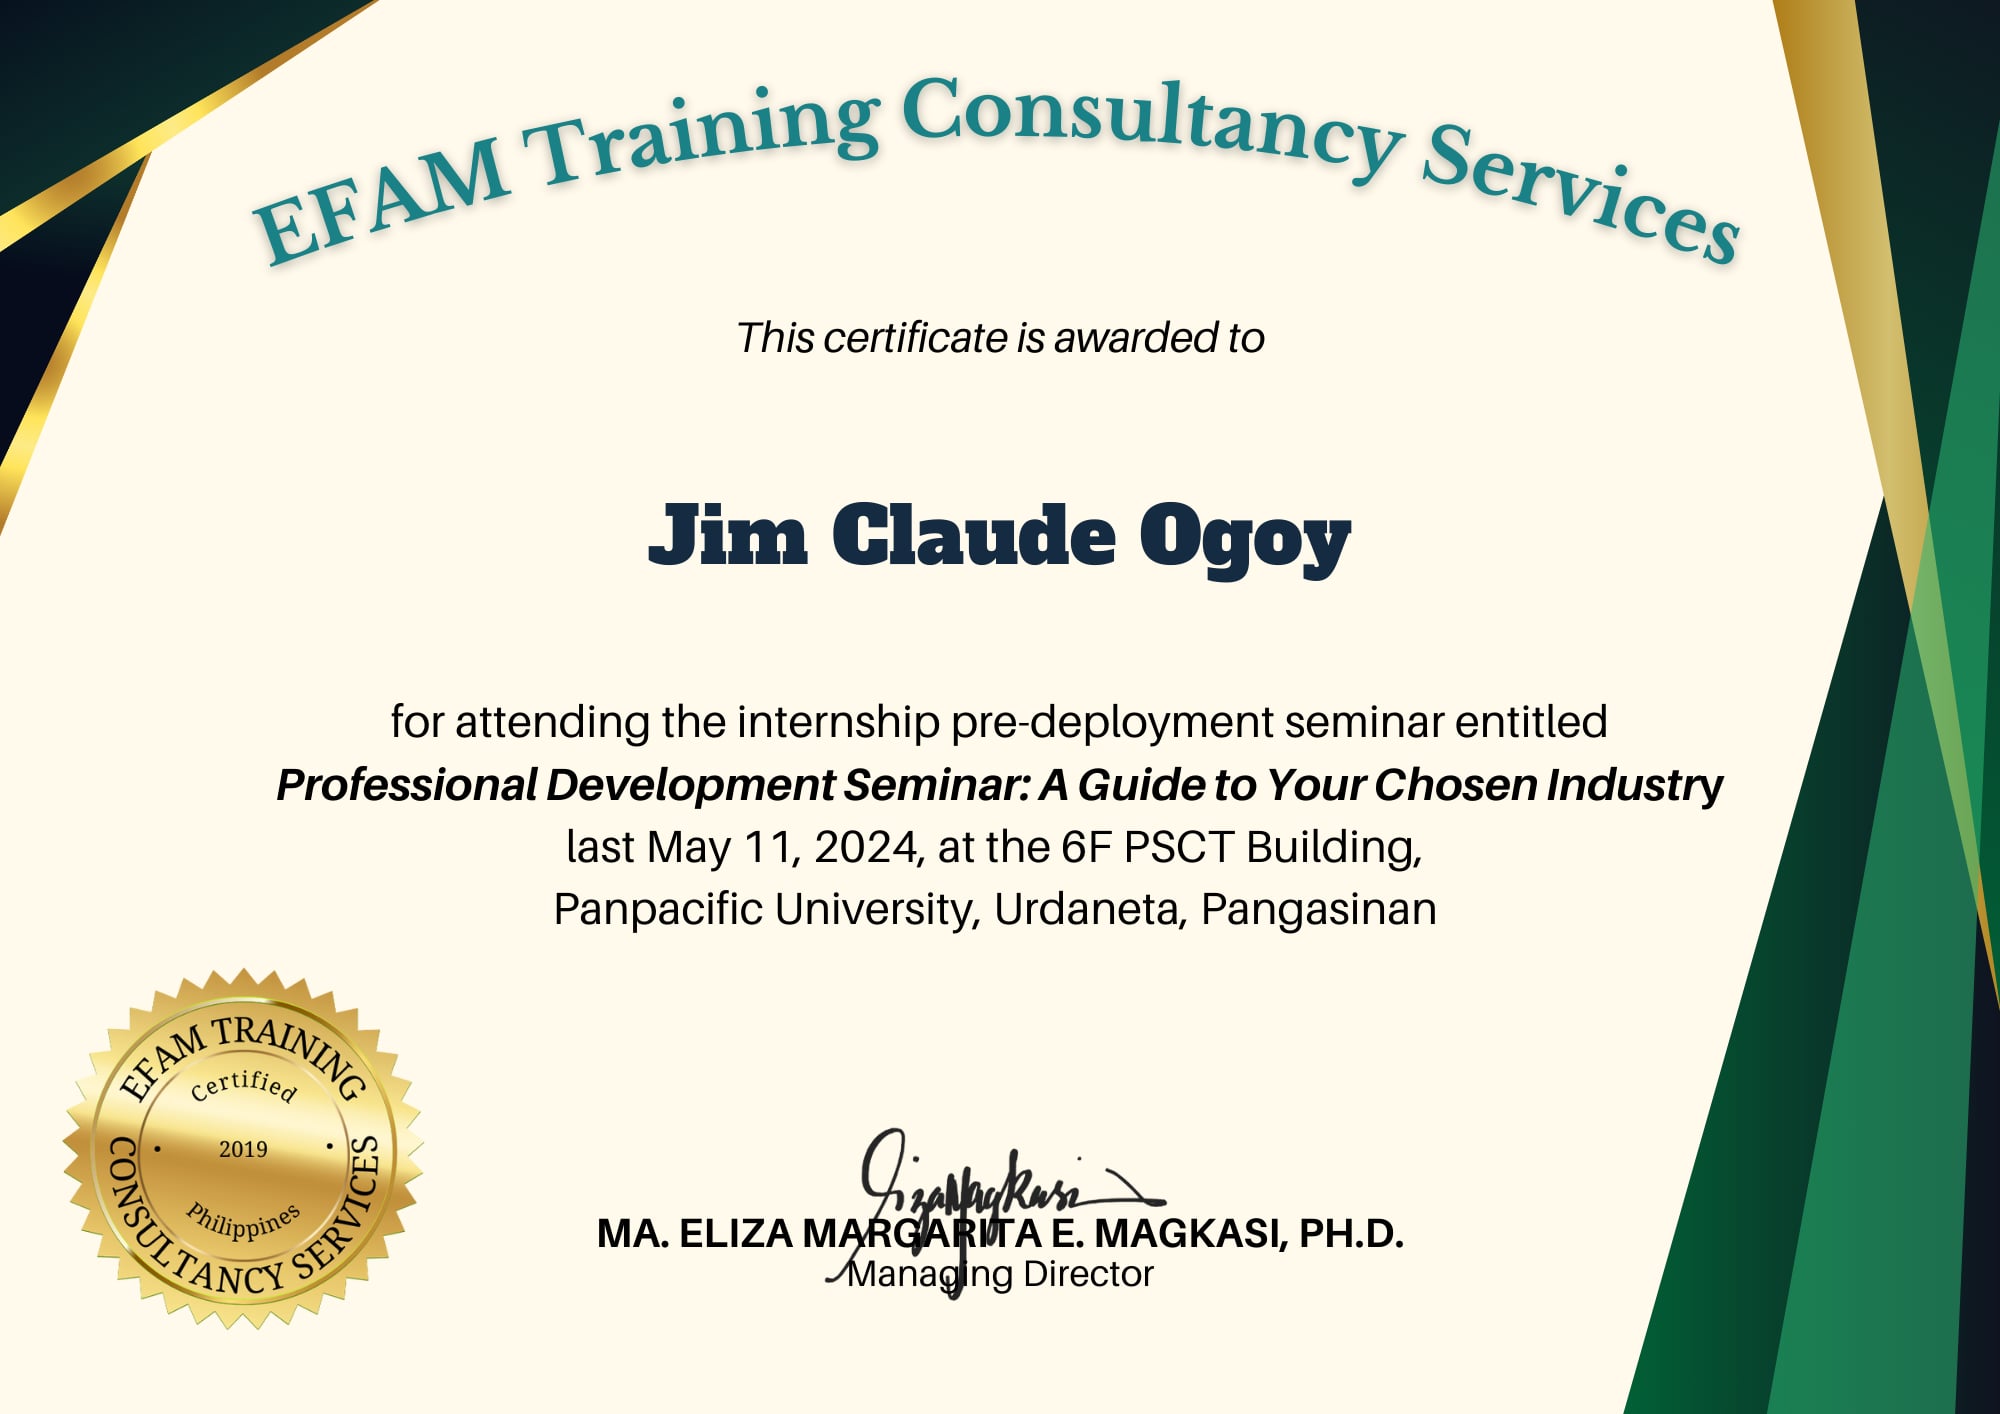 EFAM Training Consultancy Services
This certificate is awarded to
Jim Claude Ogoy
for attending the internship pre-deployment seminar entitled
Professional Development Seminar: A Guide to Your Chosen Industry
last May 11, 2024, at the 6F PSCT Building,
Panpacific University, Urdaneta, Pangasinan
EFAM TRAINING
Certified
2019
Philippines
CONSULTANCY SERVICES
MA. ELIZA MARGARITA E. MAGKASI, PH.D.
Managing Director